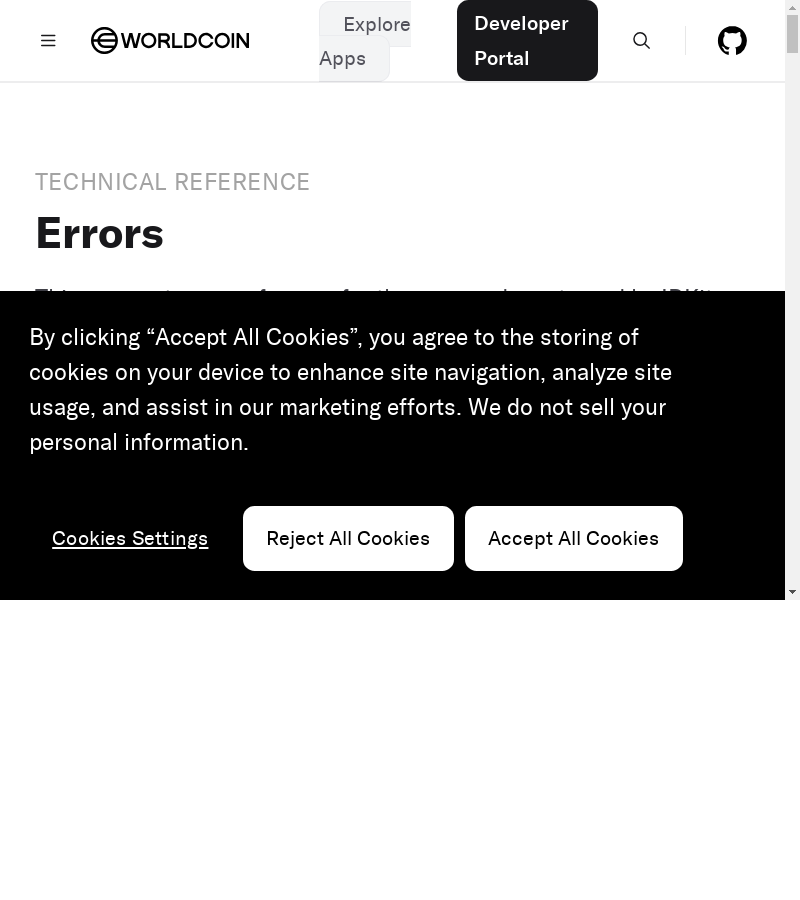 WORLDCOIN
Explore
Apps
Developer
Portal
TECHNICAL REFERENCE
Errors
By clicking “Accept All Cookies”, you agree to the storing of
cookies on your device to enhance site navigation, analyze site
usage, and assist in our marketing efforts. We do not sell your
personal information.
Cookies Settings
Reject All Cookies
Accept All Cookies